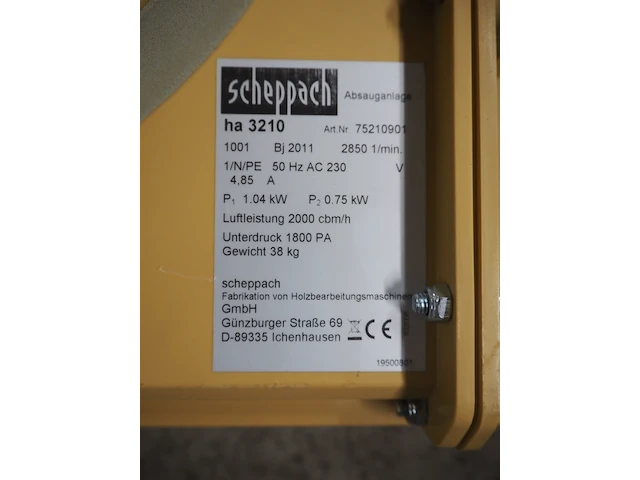 scheppach Absauganlage
ha 3210 Art.Nr. 75210901
1001 Bj 2011 2850 1/min.
1/N/PE 50 Hz AC 230 V
4,85 A
P1 1.04 kW P2 0.75 kW
Luftleistung 2000 cbm/h
Unterdruck 1800 PA
Gewicht 38 kg
scheppach
Fabrikation von Holzbearbeitungsmaschinen
GmbH
Günzburger Straße 69
D-89335 Ichenhausen
CE
19500801